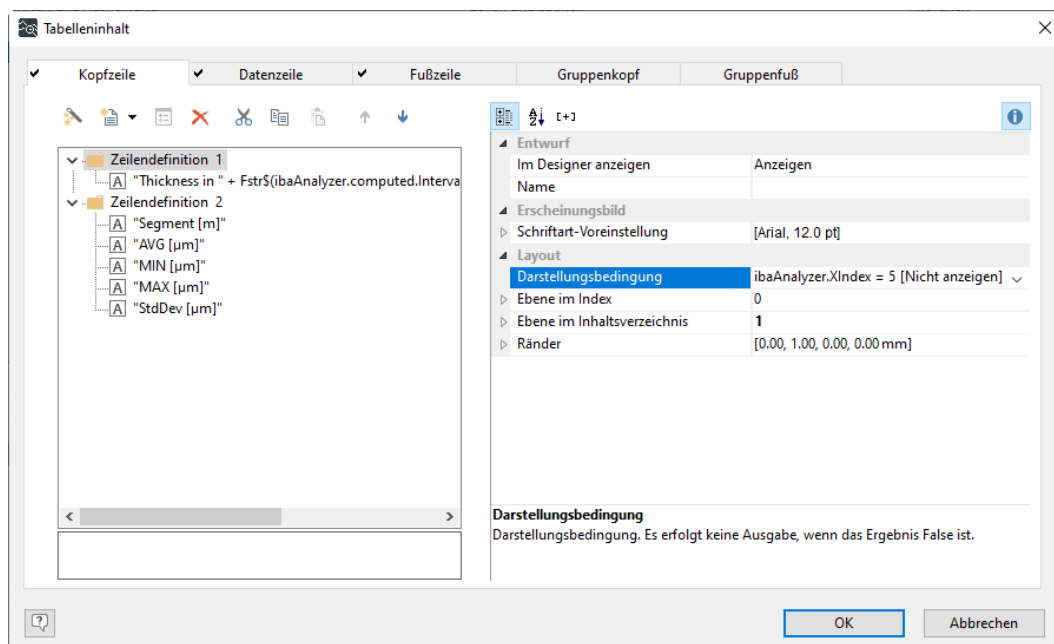 Tabelleninhalt
Kopfzeile Datenzeile Fußzeile Gruppenkopf Gruppenfuß
Zeilendefinition 1
"Thickness in " + Fstr$(ibaAnalyzer.computed.Interva
Zeilendefinition 2
"Segment [m]"
"AVG [µm]"
"MIN [µm]"
"MAX [µm]"
"StdDev [µm]"
Entwurf
Im Designer anzeigen Anzeigen
Name
Erscheinungsbild
Schriftart-Voreinstellung [Arial, 12.0 pt]
Layout
Darstellungsbedingung ibaAnalyzer.XIndex = 5 [Nicht anzeigen]
Ebene im Index 0
Ebene im Inhaltsverzeichnis 1
Ränder [0.00, 1.00, 0.00, 0.00 mm]
Darstellungsbedingung
Darstellungsbedingung. Es erfolgt keine Ausgabe, wenn das Ergebnis False ist.
OK Abbrechen